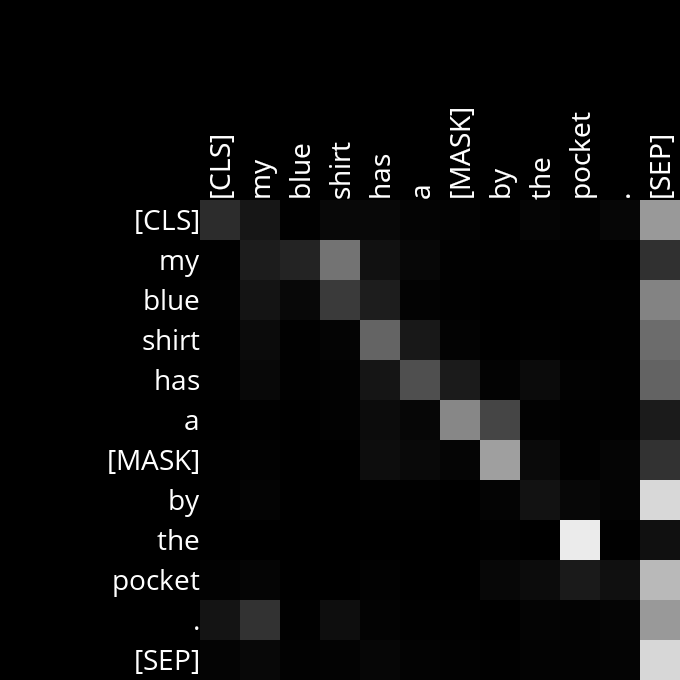 [CLS] my blue shirt has a [MASK] by the pocket . [SEP]
[CLS]
my
blue
shirt
has
a
[MASK]
by
the
pocket
.
[SEP]